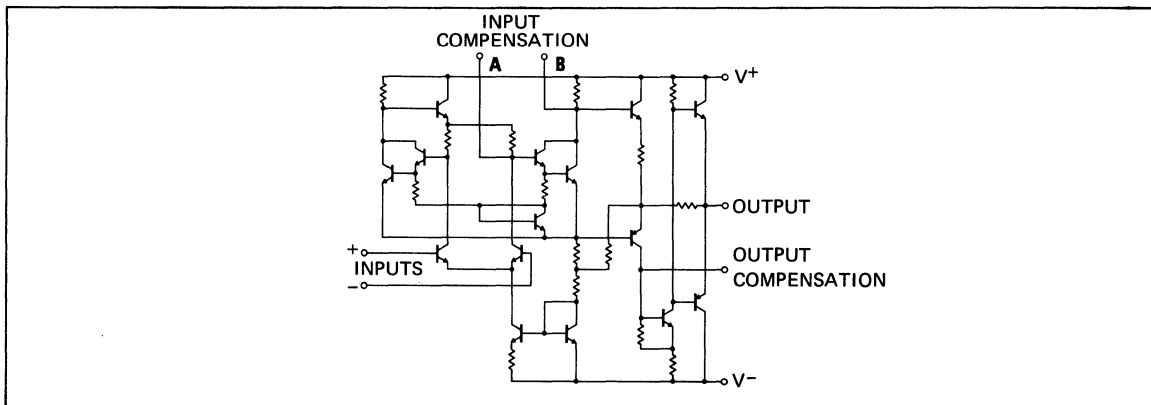 INPUT
COMPENSATION
A B
V+
OUTPUT
+
INPUTS
−
OUTPUT
COMPENSATION
V−